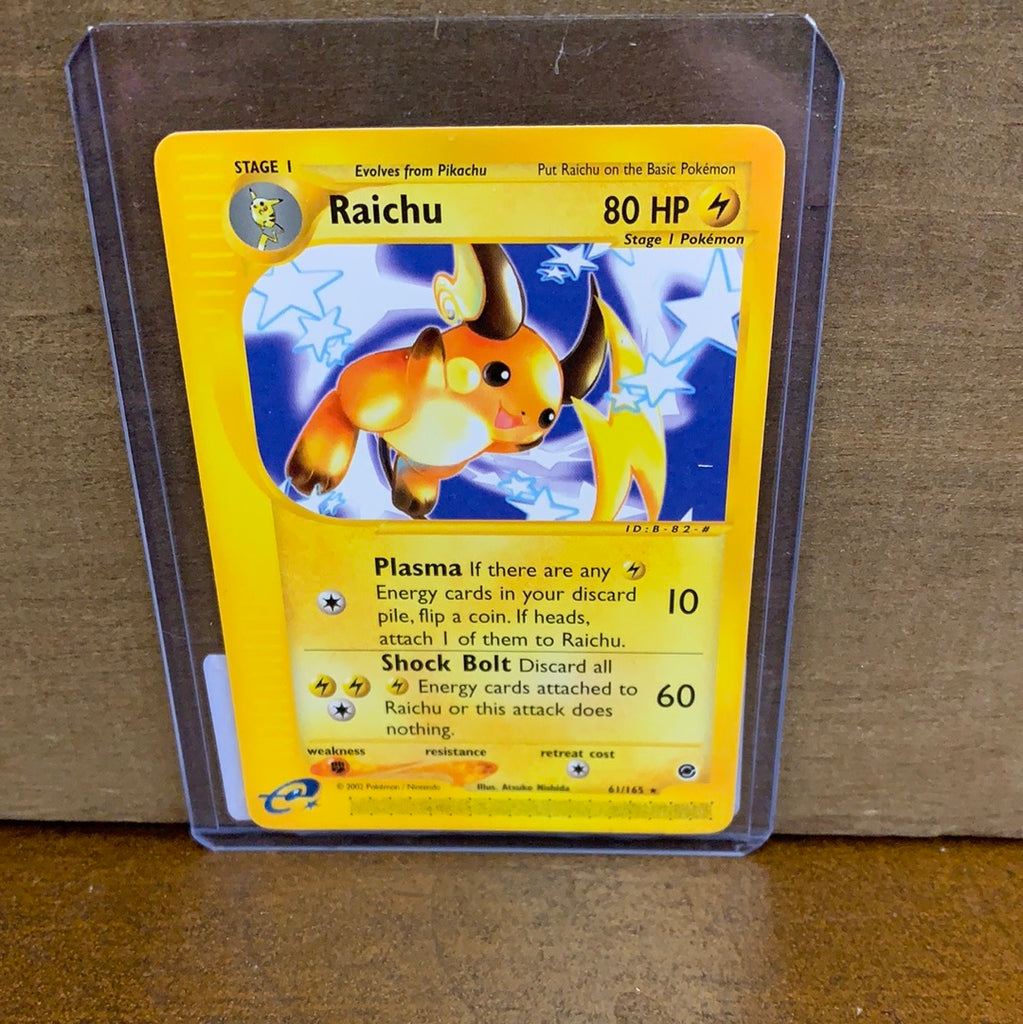 STAGE 1 Evolves from Pikachu Put Raichu on the Basic Pokémon
Raichu 80 HP
Stage 1 Pokémon
ID:B-82-#
Plasma If there are any
Energy cards in your discard
pile, flip a coin. If heads,
attach 1 of them to Raichu.
10
Shock Bolt Discard all
Energy cards attached to
Raichu or this attack does
nothing.
60
weakness resistance retreat cost
© 2002 Pokémon / Nintendo Illus. Atsuko Nishida 61/165 ★
e